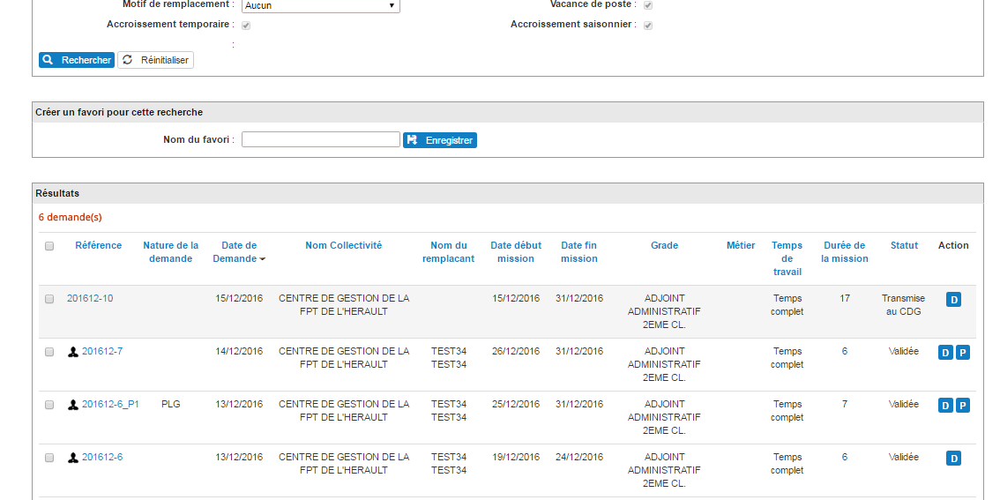 Motif de remplacement : Aucun Vacance de poste :
Accroissement temporaire : Accroissement saisonnier :
:
Rechercher Réinitialiser
Créer un favori pour cette recherche
Nom du favori : Enregistrer
Résultats
6 demande(s)
Référence Nature de la demande Date de Demande Nom Collectivité Nom du remplacant Date début mission Date fin mission Grade Métier Temps de travail Durée de la mission Statut Action
201612-10 15/12/2016 CENTRE DE GESTION DE LA FPT DE L'HERAULT 15/12/2016 31/12/2016 ADJOINT ADMINISTRATIF 2EME CL. Temps complet 17 Transmise au CDG D
201612-7 14/12/2016 CENTRE DE GESTION DE LA FPT DE L'HERAULT TEST34 TEST34 26/12/2016 31/12/2016 ADJOINT ADMINISTRATIF 2EME CL. Temps complet 6 Validée D P
201612-6_P1 PLG 13/12/2016 CENTRE DE GESTION DE LA FPT DE L'HERAULT TEST34 TEST34 25/12/2016 31/12/2016 ADJOINT ADMINISTRATIF 2EME CL. Temps complet 7 Validée D P
201612-6 13/12/2016 CENTRE DE GESTION DE LA FPT DE L'HERAULT TEST34 TEST34 19/12/2016 24/12/2016 ADJOINT ADMINISTRATIF 2EME CL. Temps complet 6 Validée D